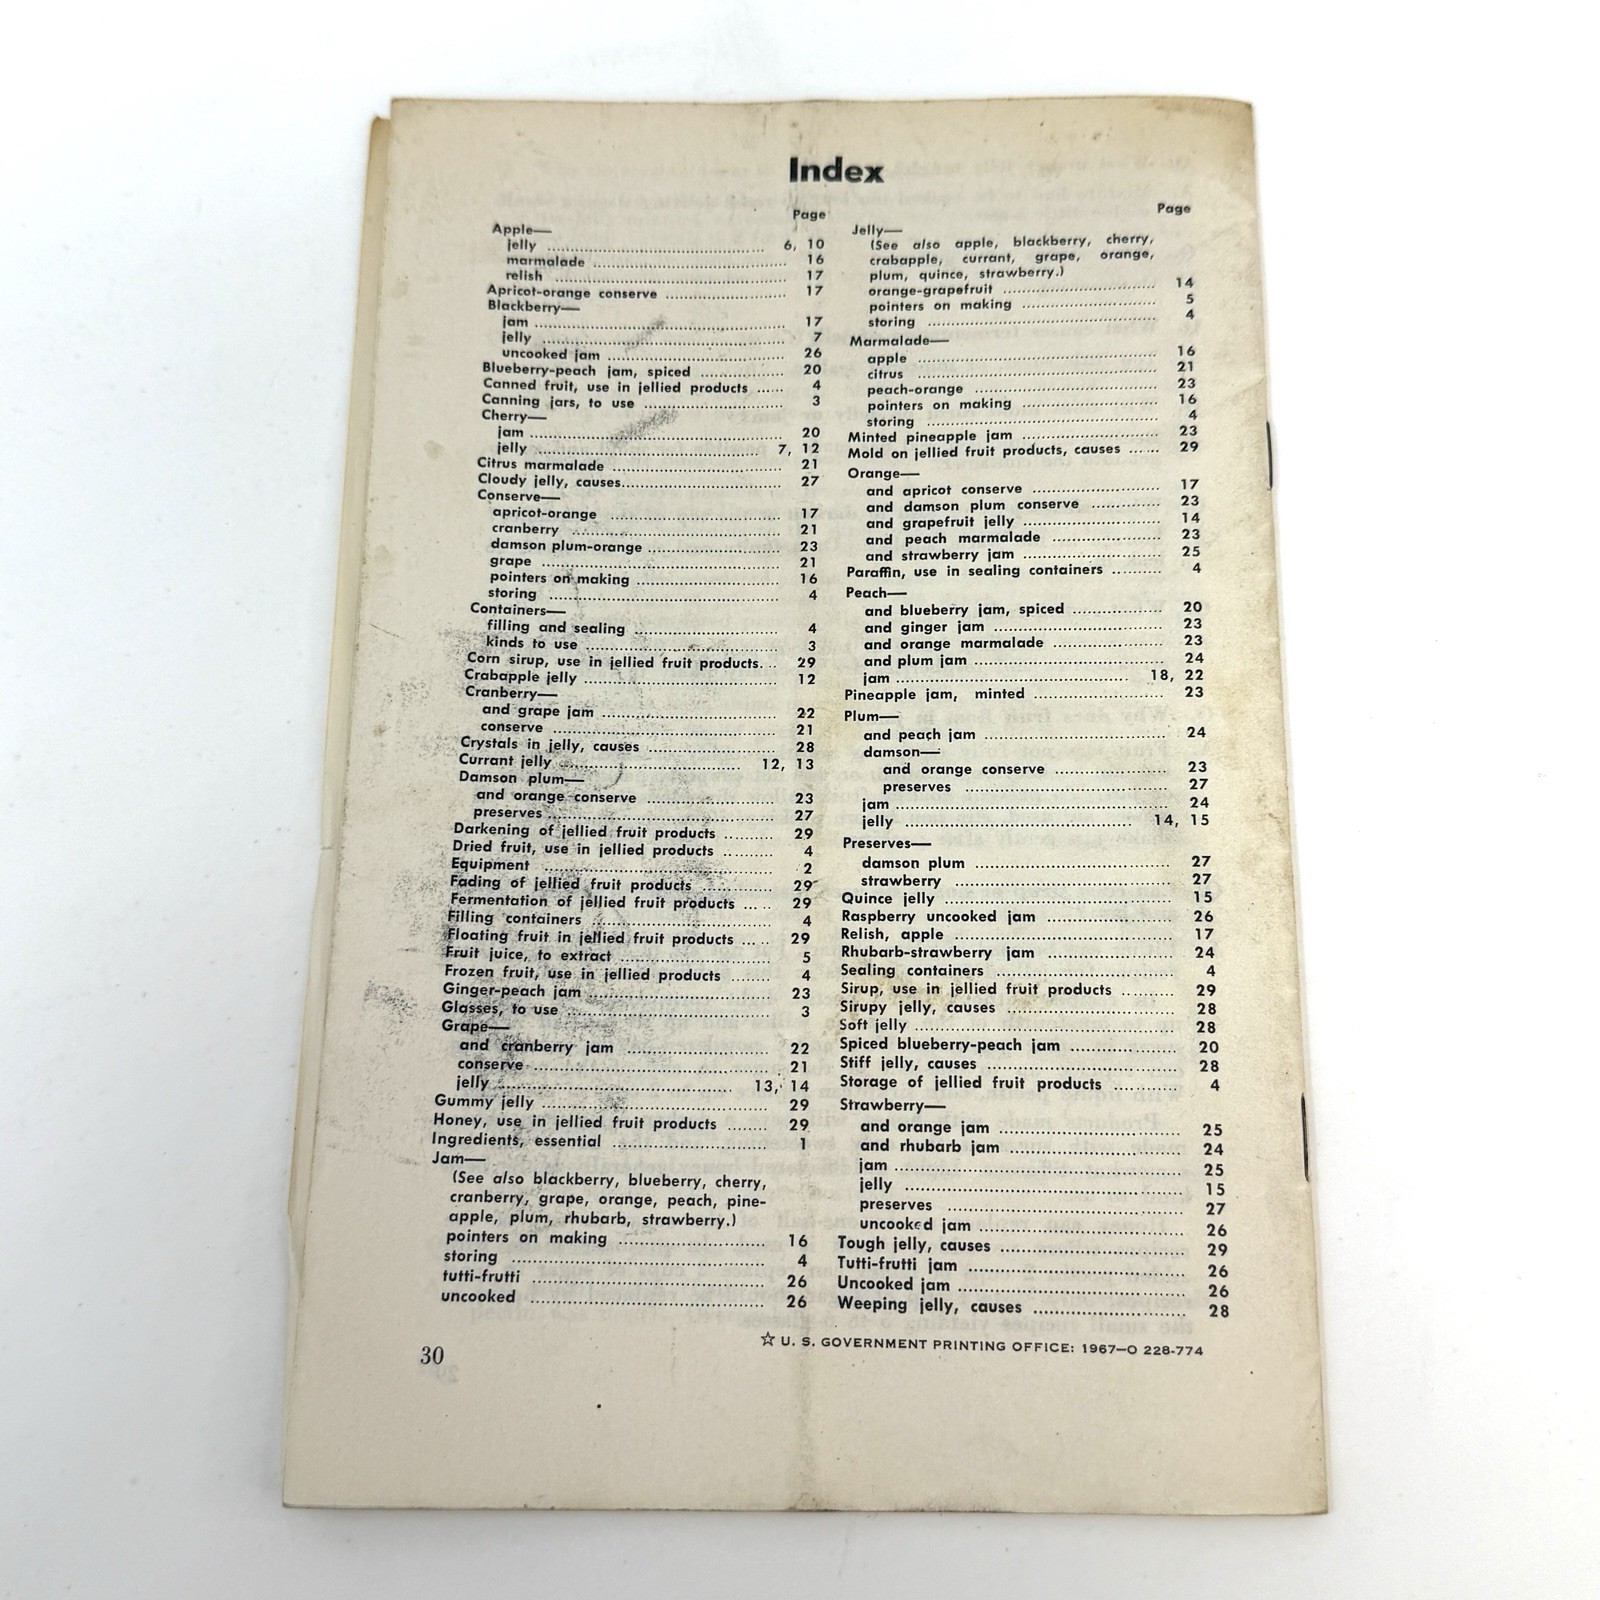 Index
Page
Apple—
jelly ........ 6, 10
marmalade ........ 16
relish ........ 17
Apricot-orange conserve ........ 17
Blackberry—
jam ........ 17
jelly ........ 7
uncooked jam ........ 26
Blueberry-peach jam, spiced ........ 20
Canned fruit, use in jellied products ...... 4
Canning jars, to use ........ 3
Cherry—
jam ........ 20
jelly ........ 7, 12
Citrus marmalade ........ 21
Cloudy jelly, causes ........ 27
Conserve—
apricot-orange ........ 17
cranberry ........ 21
damson plum-orange ........ 23
grape ........ 21
pointers on making ........ 16
storing ........ 4
Containers—
filling and sealing ........ 4
kinds to use ........ 3
Corn sirup, use in jellied fruit products... 29
Crabapple jelly ........ 12
Cranberry—
and grape jam ........ 22
conserve ........ 21
Crystals in jelly, causes ........ 28
Currant jelly ........ 12, 13
Damson plum—
and orange conserve ........ 23
preserves ........ 27
Darkening of jellied fruit products ........ 29
Dried fruit, use in jellied products ........ 4
Equipment ........ 2
Fading of jellied fruit products ........ 29
Fermentation of jellied fruit products ..... 29
Filling containers ........ 4
Floating fruit in jellied fruit products ..... 29
Fruit juice, to extract ........ 5
Frozen fruit, use in jellied products ........ 4
Ginger-peach jam ........ 23
Glasses, to use ........ 3
Grape—
and cranberry jam ........ 22
conserve ........ 21
jelly ........ 13, 14
Gummy jelly ........ 29
Honey, use in jellied fruit products ........ 29
Ingredients, essential ........ 1
Jam—
(See also blackberry, blueberry, cherry,
cranberry, grape, orange, peach, pine-
apple, plum, rhubarb, strawberry.)
pointers on making ........ 16
storing ........ 4
tutti-frutti ........ 26
uncooked ........ 26
Page
Jelly—
(See also apple, blackberry, cherry,
crabapple, currant, grape, orange,
plum, quince, strawberry.)
orange-grapefruit ........ 14
pointers on making ........ 5
storing ........ 4
Marmalade—
apple ........ 16
citrus ........ 21
peach-orange ........ 23
pointers on making ........ 16
storing ........ 4
Minted pineapple jam ........ 23
Mold on jellied fruit products, causes ...... 29
Orange—
and apricot conserve ........ 17
and damson plum conserve ........ 23
and grapefruit jelly ........ 14
and peach marmalade ........ 23
and strawberry jam ........ 25
Paraffin, use in sealing containers ........ 4
Peach—
and blueberry jam, spiced ........ 20
and ginger jam ........ 23
and orange marmalade ........ 23
and plum jam ........ 24
jam ........ 18, 22
Pineapple jam, minted ........ 23
Plum—
and peach jam ........ 24
damson—
and orange conserve ........ 23
preserves ........ 27
jam ........ 24
jelly ........ 14, 15
Preserves—
damson plum ........ 27
strawberry ........ 27
Quince jelly ........ 15
Raspberry uncooked jam ........ 26
Relish, apple ........ 17
Rhubarb-strawberry jam ........ 24
Sealing containers ........ 4
Sirup, use in jellied fruit products ........ 29
Sirupy jelly, causes ........ 28
Soft jelly ........ 28
Spiced blueberry-peach jam ........ 20
Stiff jelly, causes ........ 28
Storage of jellied fruit products ........ 4
Strawberry—
and orange jam ........ 25
and rhubarb jam ........ 24
jam ........ 25
jelly ........ 15
preserves ........ 27
uncooked jam ........ 26
Tough jelly, causes ........ 29
Tutti-frutti jam ........ 26
Uncooked jam ........ 26
Weeping jelly, causes ........ 28
☆ U. S. GOVERNMENT PRINTING OFFICE: 1967—O 228-774
30